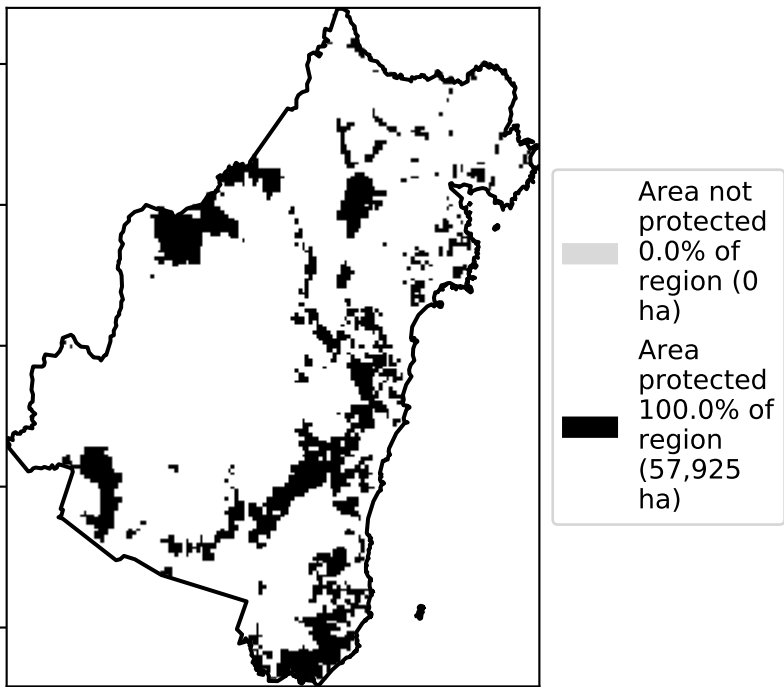 Area not
protected
0.0% of
region (0
ha)
Area
protected
100.0% of
region
(57,925
ha)